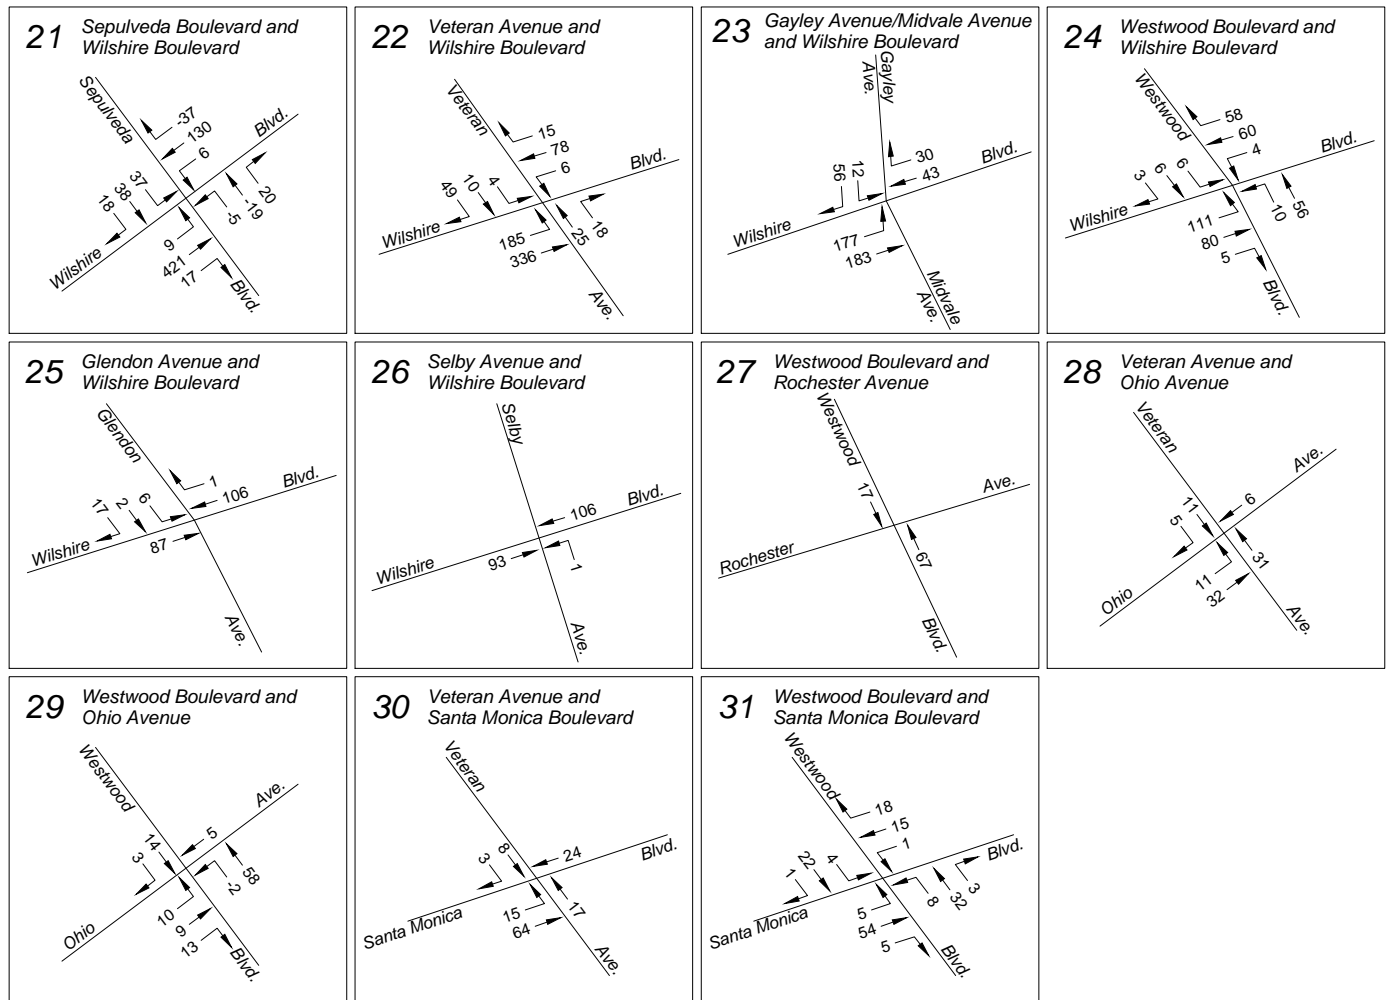 21 Sepulveda Boulevard and
Wilshire Boulevard
Sepulveda
Blvd.
-37
130
6
37
38
18
20
-19
-5
9
421
17
Wilshire
Blvd.
22 Veteran Avenue and
Wilshire Boulevard
Veteran
15
78
6
Blvd.
4
10
49
Wilshire
185
336
25
18
Ave.
23 Gayley Avenue/Midvale Avenue
and Wilshire Boulevard
Gayley
Ave.
30
43
Blvd.
12
56
Wilshire
177
183
Midvale
Ave.
24 Westwood Boulevard and
Wilshire Boulevard
Westwood
58
60
4
Blvd.
6
6
3
Wilshire
111
80
5
10
56
Blvd.
25 Glendon Avenue and
Wilshire Boulevard
Glendon
1
106
Blvd.
6
2
17
Wilshire
87
Ave.
26 Selby Avenue and
Wilshire Boulevard
Selby
106
Blvd.
Wilshire
93
1
Ave.
27 Westwood Boulevard and
Rochester Avenue
Westwood
17
Ave.
Rochester
67
Blvd.
28 Veteran Avenue and
Ohio Avenue
Veteran
Ave.
6
11
5
31
11
32
Ohio
Ave.
29 Westwood Boulevard and
Ohio Avenue
Westwood
Ave.
5
14
3
58
-2
10
9
13
Ohio
Blvd.
30 Veteran Avenue and
Santa Monica Boulevard
Veteran
Blvd.
24
8
3
15
64
17
Santa Monica
Ave.
31 Westwood Boulevard and
Santa Monica Boulevard
Westwood
18
15
1
Blvd.
4
22
1
Santa Monica
5
54
5
8
32
3
Blvd.